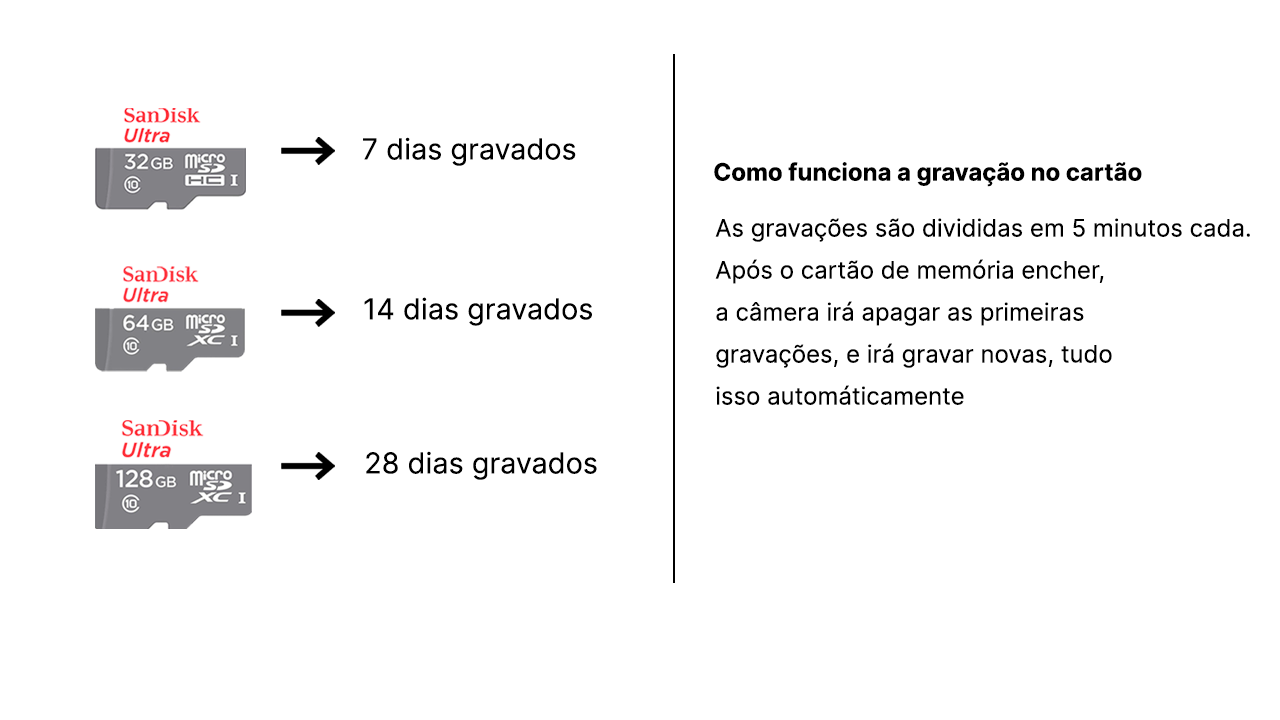 SanDisk
Ultra
32GB micro SD HC I
10
7 dias gravados
SanDisk
Ultra
64GB micro SD XC I
10
14 dias gravados
SanDisk
Ultra
128GB micro SD XC I
10
28 dias gravados
Como funciona a gravação no cartão
As gravações são divididas em 5 minutos cada.
Após o cartão de memória encher,
a câmera irá apagar as primeiras
gravações, e irá gravar novas, tudo
isso automáticamente